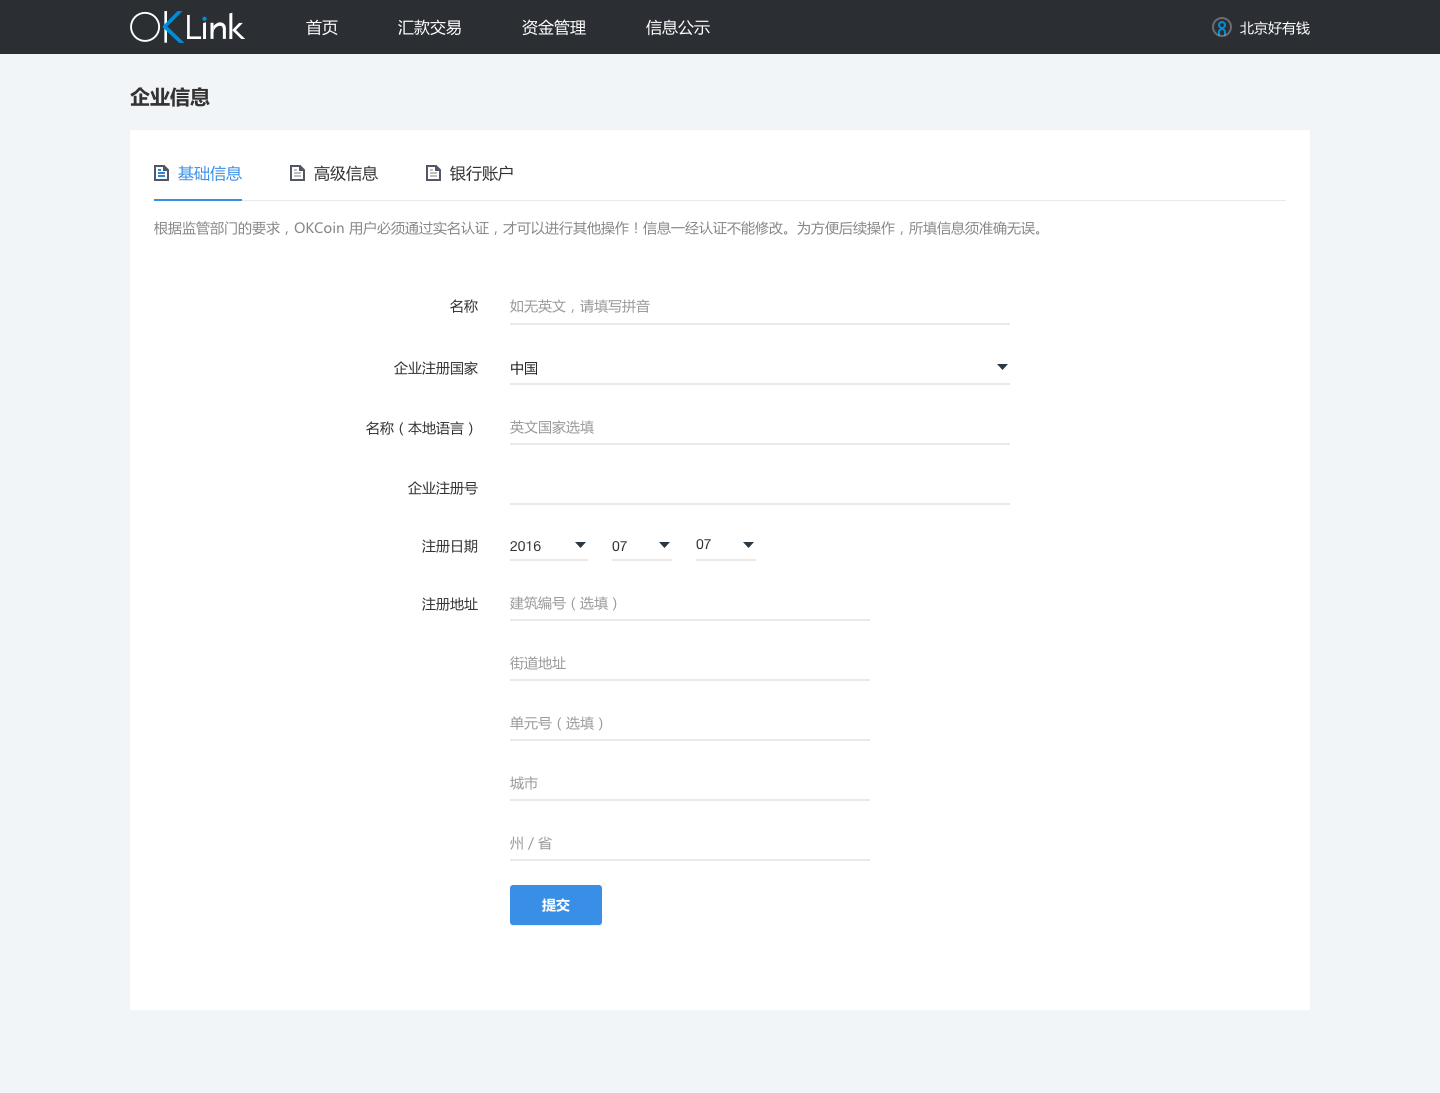 OKLink 首页 汇款交易 资金管理 信息公示 北京好有钱
企业信息
基础信息 高级信息 银行账户
根据监管部门的要求，OKCoin 用户必须通过实名认证，才可以进行其他操作！信息一经认证不能修改。为方便后续操作，所填信息须准确无误。
名称 如无英文，请填写拼音
企业注册国家 中国
名称（本地语言） 英文国家选填
企业注册号
注册日期 2016 07 07
注册地址 建筑编号（选填）
街道地址
单元号（选填）
城市
州 / 省
提交